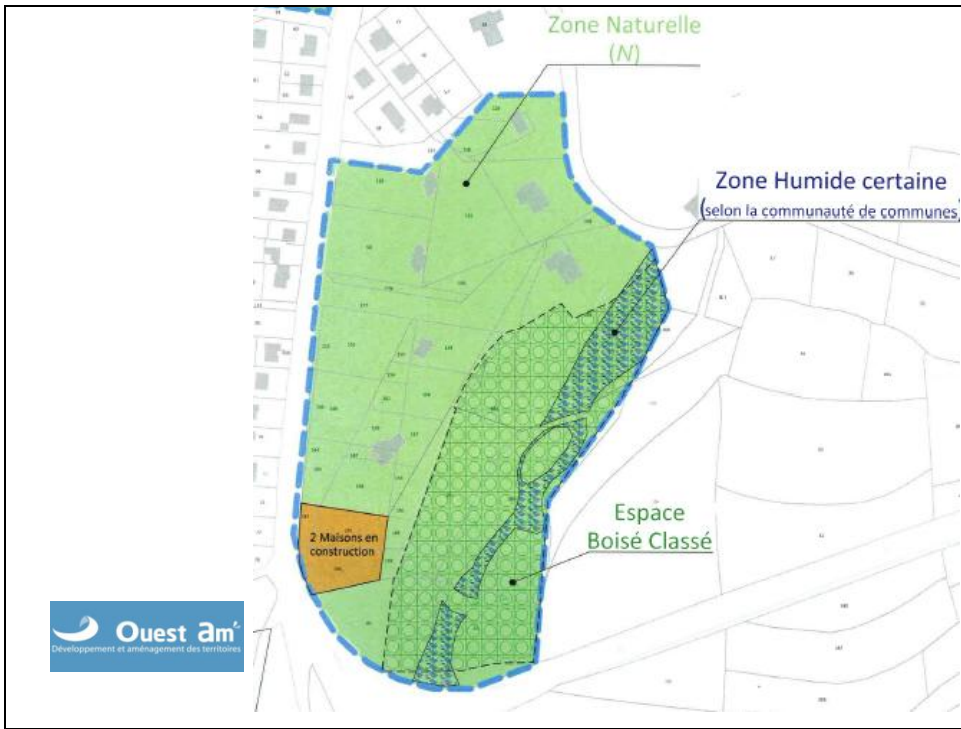 Zone Naturelle
(N)
Zone Humide certaine
(selon la communauté de communes)
Espace
Boisé Classé
2 Maisons en
construction
Ouest am'
Développement et aménagement des territoires